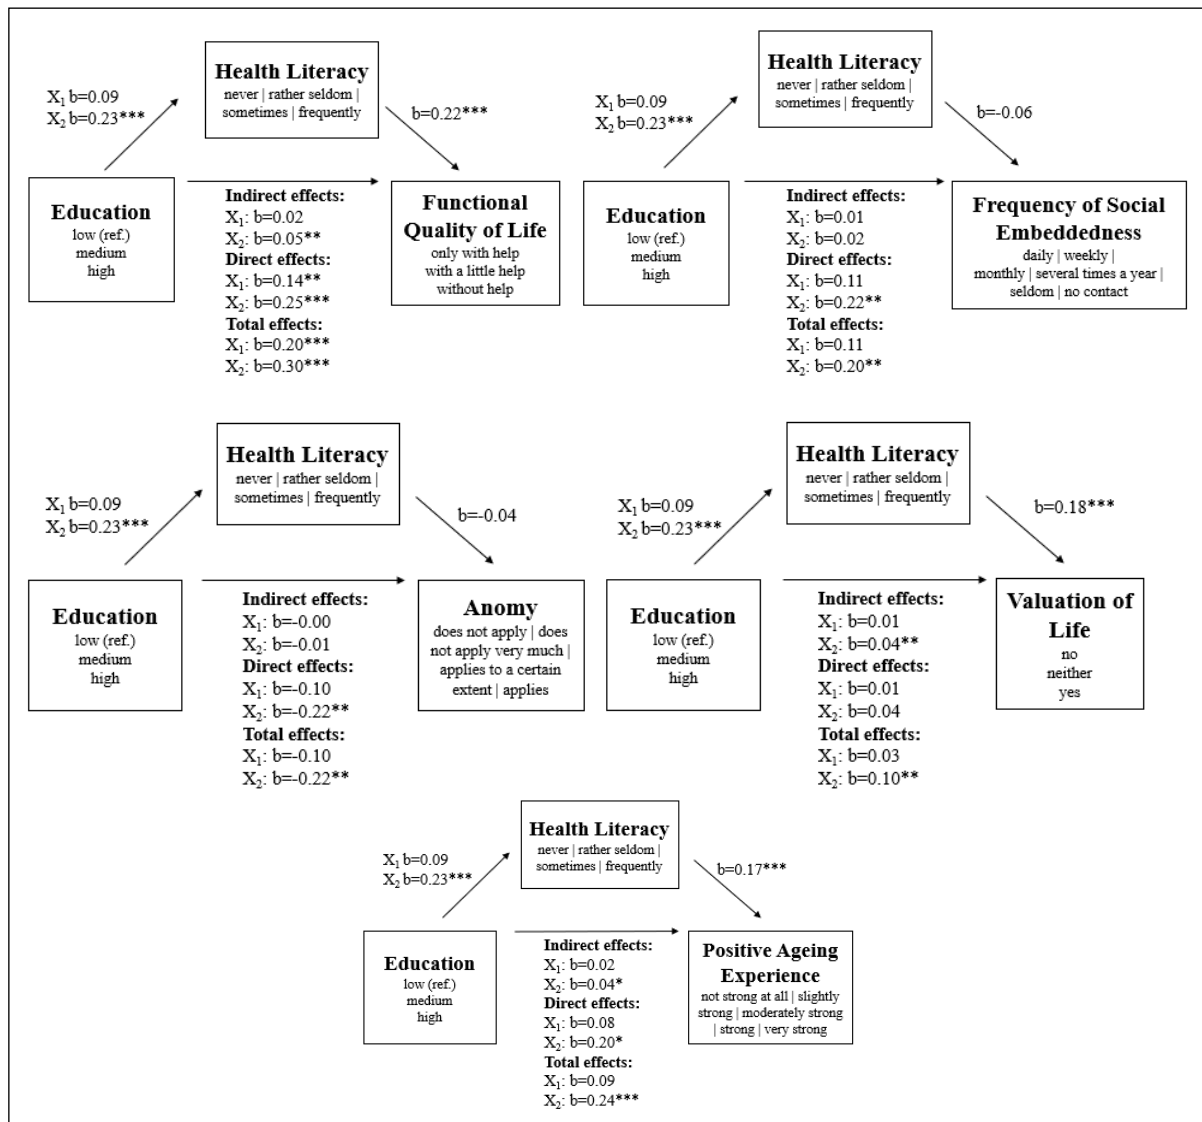 Health Literacy
never | rather seldom |
sometimes | frequently
X₁ b=0.09
X₂ b=0.23***
b=0.22***
Education
low (ref.)
medium
high
Indirect effects:
X₁: b=0.02
X₂: b=0.05**
Direct effects:
X₁: b=0.14**
X₂: b=0.25***
Total effects:
X₁: b=0.20***
X₂: b=0.30***
Functional
Quality of Life
only with help
with a little help
without help
Health Literacy
never | rather seldom |
sometimes | frequently
X₁ b=0.09
X₂ b=0.23***
b=-0.06
Education
low (ref.)
medium
high
Indirect effects:
X₁: b=0.01
X₂: b=0.02
Direct effects:
X₁: b=0.11
X₂: b=0.22**
Total effects:
X₁: b=0.11
X₂: b=0.20**
Frequency of Social
Embeddedness
daily | weekly |
monthly | several times a year |
seldom | no contact
Health Literacy
never | rather seldom |
sometimes | frequently
X₁ b=0.09
X₂ b=0.23***
b=-0.04
Education
low (ref.)
medium
high
Indirect effects:
X₁: b=-0.00
X₂: b=-0.01
Direct effects:
X₁: b=-0.10
X₂: b=-0.22**
Total effects:
X₁: b=-0.10
X₂: b=-0.22**
Anomy
does not apply | does
not apply very much |
applies to a certain
extent | applies
Health Literacy
never | rather seldom |
sometimes | frequently
X₁ b=0.09
X₂ b=0.23***
b=0.18***
Education
low (ref.)
medium
high
Indirect effects:
X₁: b=0.01
X₂: b=0.04**
Direct effects:
X₁: b=0.01
X₂: b=0.04
Total effects:
X₁: b=0.03
X₂: b=0.10**
Valuation of
Life
no
neither
yes
Health Literacy
never | rather seldom |
sometimes | frequently
X₁ b=0.09
X₂ b=0.23***
b=0.17***
Education
low (ref.)
medium
high
Indirect effects:
X₁: b=0.02
X₂: b=0.04*
Direct effects:
X₁: b=0.08
X₂: b=0.20*
Total effects:
X₁: b=0.09
X₂: b=0.24***
Positive Ageing
Experience
not strong at all | slightly
strong | moderately strong
| strong | very strong